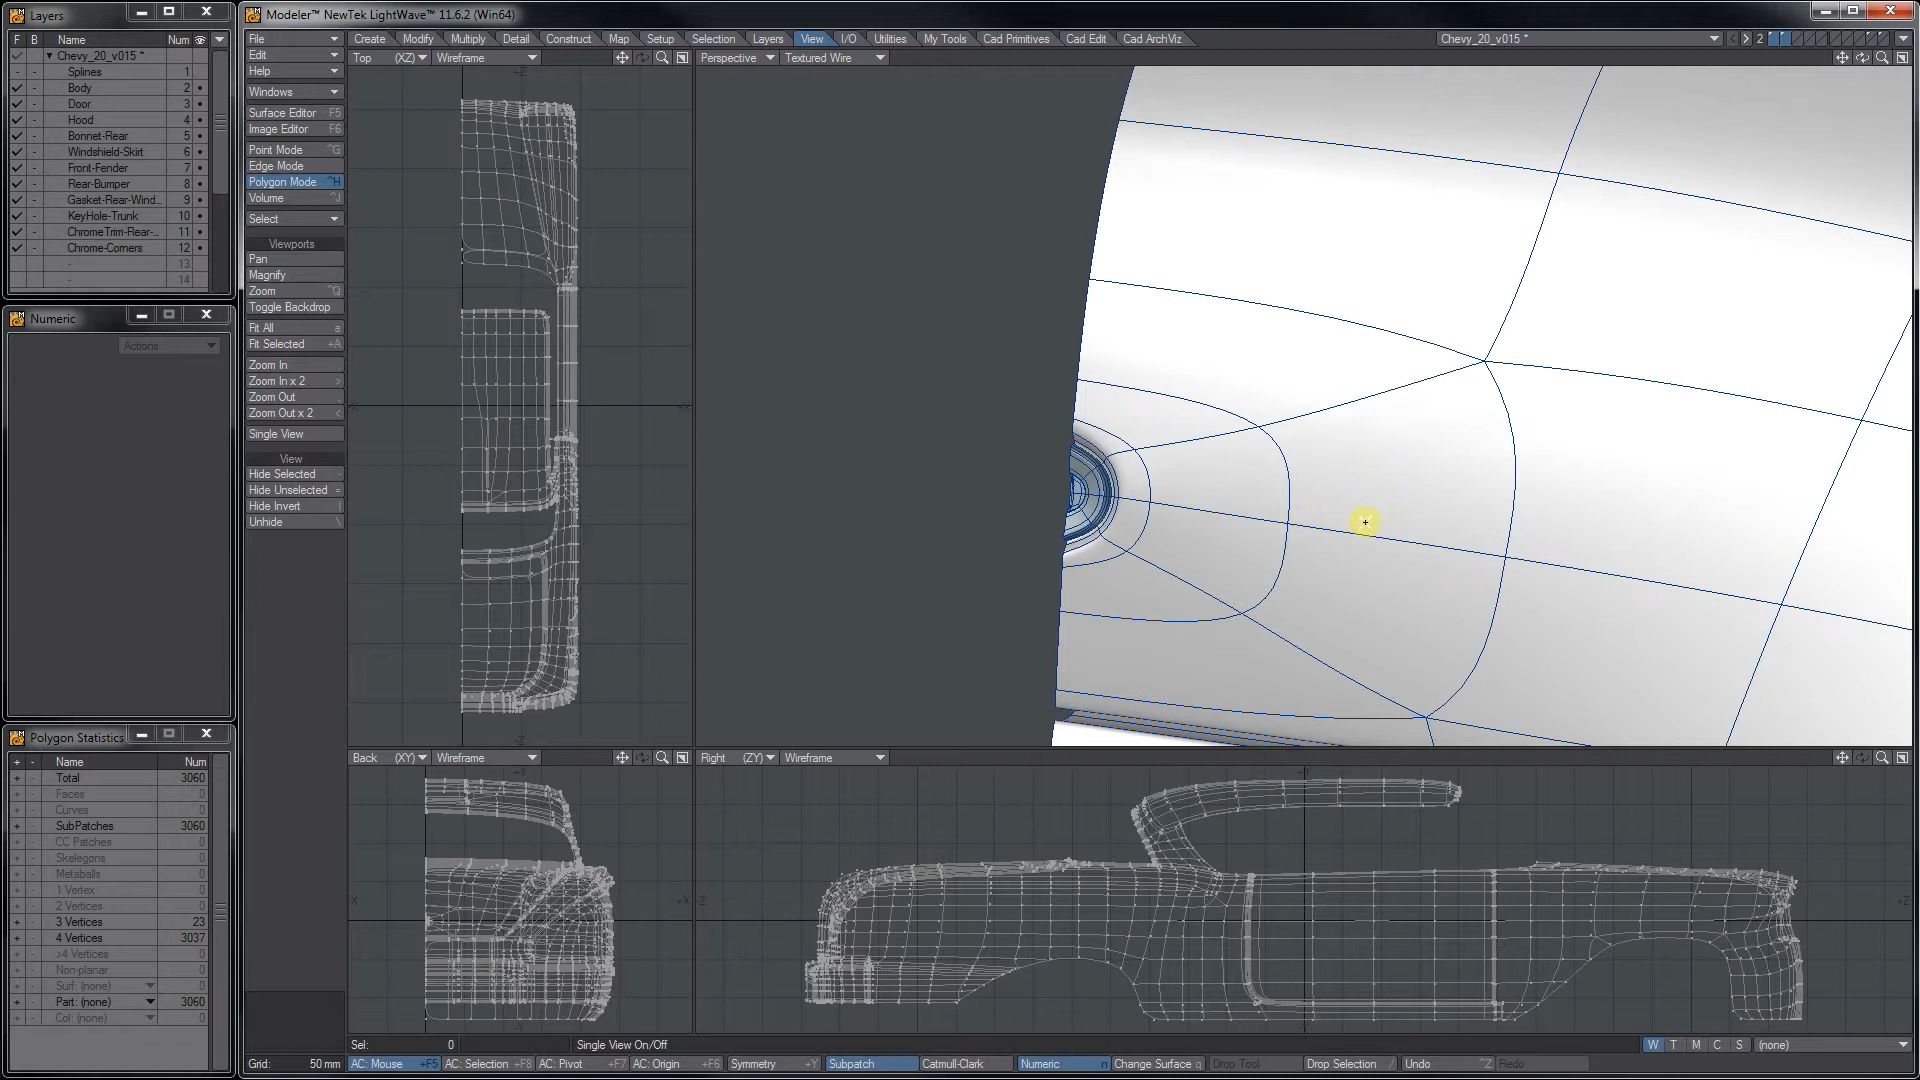 Layers
F B Name Num
Chevy_20_v015 *
Splines 1
Body 2
Door 3
Hood 4
Bonnet-Rear 5
Windshield-Skirt 6
Front-Fender 7
Rear-Bumper 8
Gasket-Rear-Wind... 9
KeyHole-Trunk 10
ChromeTrim-Rear-... 11
Chrome-Corners 12
- 13
- 14
Numeric
Actions
Polygon Statistics
+ - Name Num
+ - Total 3060
+ - Faces 0
+ - Curves 0
+ - SubPatches 3060
+ - CC Patches 0
+ - Skelegons 0
+ - Metaballs 0
+ - 1 Vertex 0
+ - 2 Vertices 0
+ - 3 Vertices 23
+ - 4 Vertices 3037
+ - >4 Vertices 0
+ - Non-planar 0
+ - Surf: (none) 0
+ - Part: (none) 3060
+ - Col: (none) 0
Modeler™ NewTek LightWave™ 11.6.2 (Win64)
File
Edit
Help
Windows
Surface Editor F5
Image Editor F6
Point Mode ^G
Edge Mode
Polygon Mode ^H
Volume ^J
Select
Viewports
Pan
Magnify
Zoom ^Q
Toggle Backdrop
Fit All a
Fit Selected +A
Zoom In .
Zoom In x 2 >
Zoom Out ,
Zoom Out x 2 <
Single View
View
Hide Selected -
Hide Unselected =
Hide Invert |
Unhide \
Create Modify Multiply Detail Construct Map Setup Selection Layers View I/O Utilities My Tools Cad Primitives Cad Edit Cad ArchViz Chevy_20_v015 * < > 2
Top (XZ) Wireframe
Perspective Textured Wire
Back (XY) Wireframe
Right (ZY) Wireframe
Sel: 0 Single View On/Off W T M C S (none)
Grid: 50 mm AC: Mouse +F5 AC: Selection +F8 AC: Pivot +F7 AC: Origin +F6 Symmetry +Y Subpatch Catmull-Clark Numeric n Change Surface q Drop Tool Drop Selection / Undo ^Z Redo